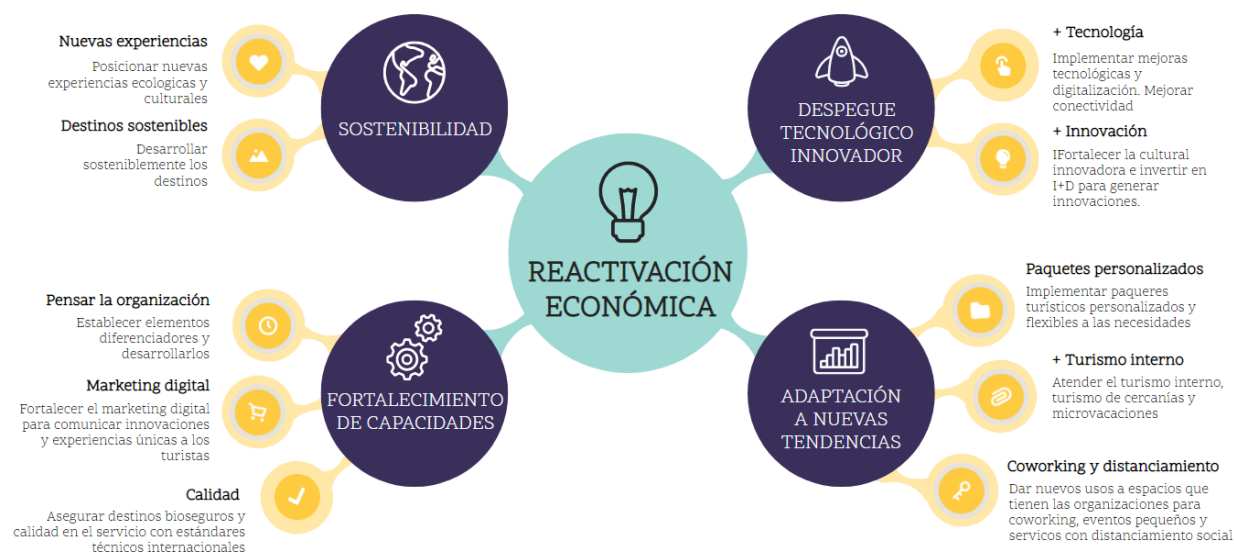 Nuevas experiencias
Posicionar nuevas
experiencias ecologicas y
culturales
Destinos sostenibles
Desarrollar
sosteniblemente los
destinos
SOSTENIBILIDAD
DESPEGUE
TECNOLÓGICO
INNOVADOR
+ Tecnología
Implementar mejoras
tecnológicas y
digitalización. Mejorar
conectividad
+ Innovación
IFortalecer la cultural
innovadora e invertir en
I+D para generar
innovaciones.
REACTIVACIÓN
ECONÓMICA
Pensar la organización
Establecer elementos
diferenciadores y
desarrollarlos
Marketing digital
Fortalecer el marketing digital
para comunicar innovaciones
y experiencias únicas a los
turistas
Calidad
Asegurar destinos bioseguros y
calidad en el servicio con estándares
técnicos internacionales
FORTALECIMIENTO
DE CAPACIDADES
ADAPTACIÓN
A NUEVAS
TENDENCIAS
Paquetes personalizados
Implementar paqueres
turísticos personalizados y
flexibles a las necesidades
+ Turismo interno
Atender el turismo interno,
turismo de cercanías y
microvacaciones
Coworking y distanciamiento
Dar nuevos usos a espacios que
tienen las organizaciones para
coworking, eventos pequeños y
servicios con distanciamiento social